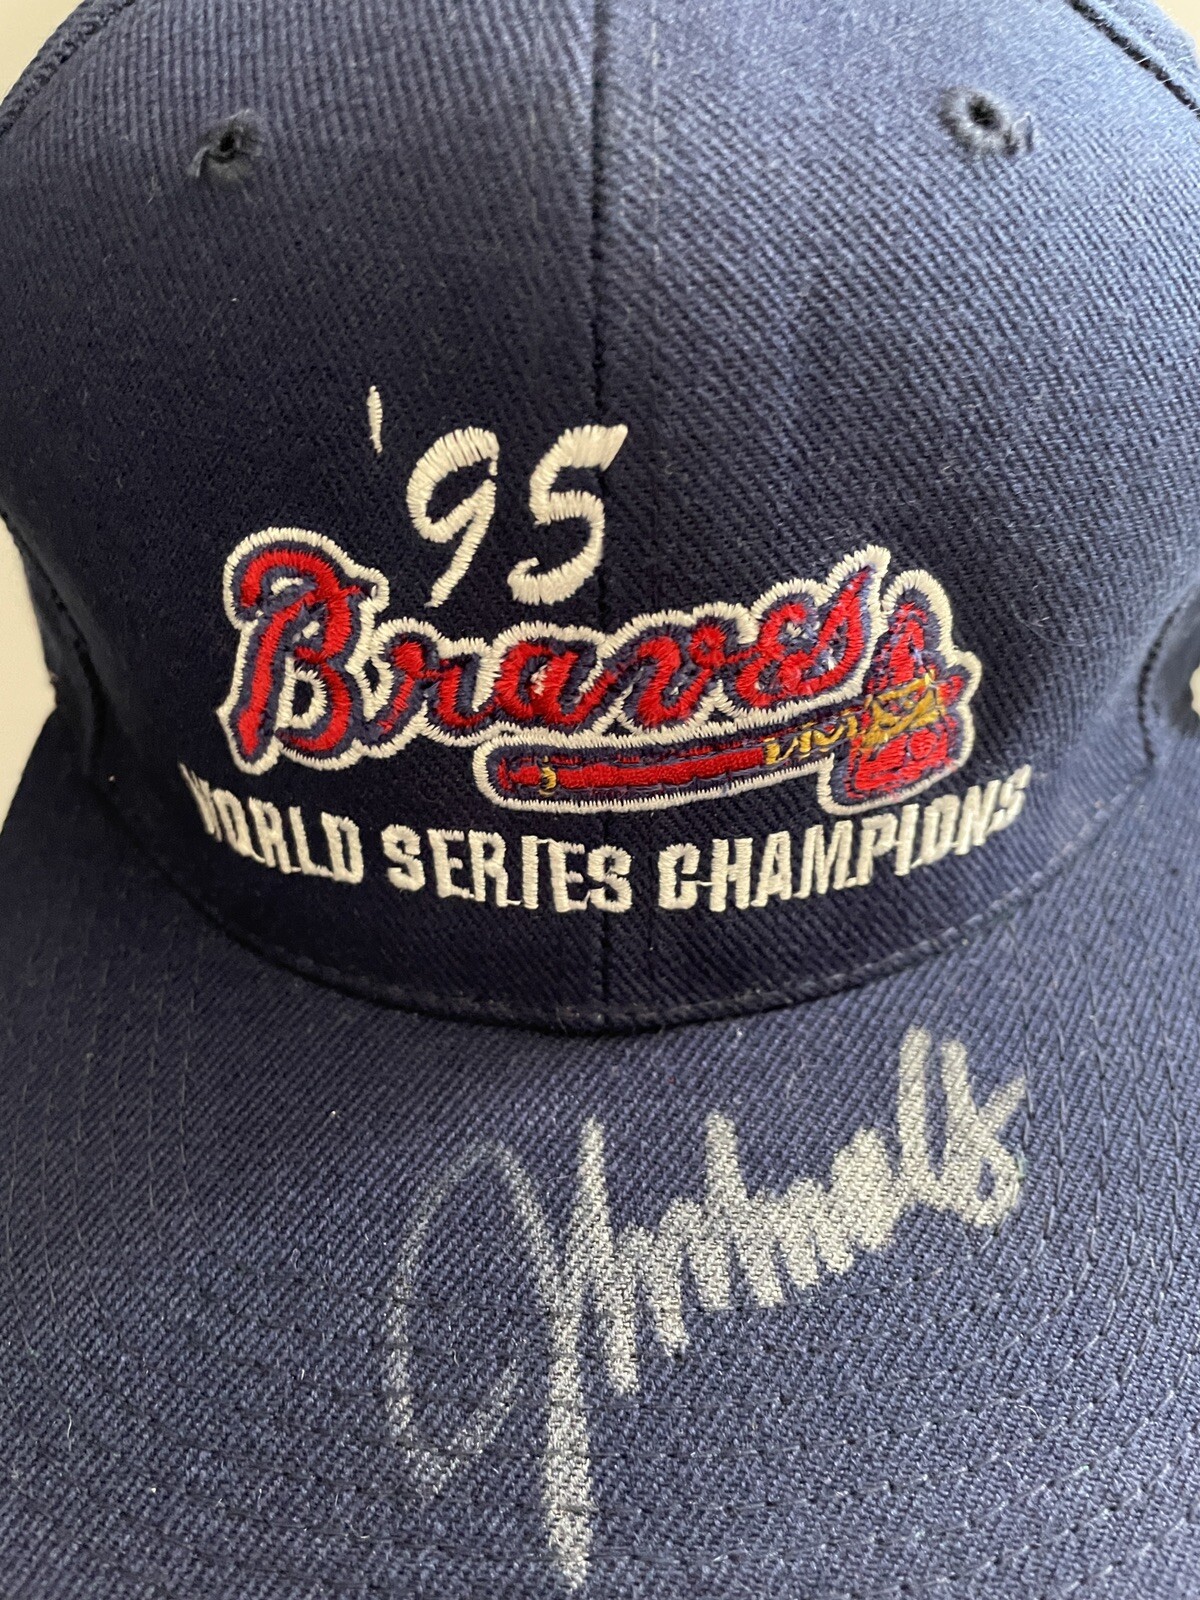 '95
Braves
WORLD SERIES CHAMPIONS